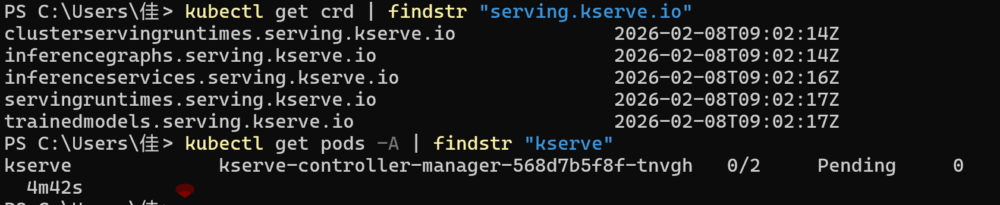 PS C:\Users\佳> kubectl get crd | findstr "serving.kserve.io"
clusterservingruntimes.serving.kserve.io 2026-02-08T09:02:14Z
inferencegraphs.serving.kserve.io 2026-02-08T09:02:14Z
inferenceservices.serving.kserve.io 2026-02-08T09:02:16Z
servingruntimes.serving.kserve.io 2026-02-08T09:02:17Z
trainedmodels.serving.kserve.io 2026-02-08T09:02:17Z
PS C:\Users\佳> kubectl get pods -A | findstr "kserve"
kserve kserve-controller-manager-568d7b5f8f-tnvgh 0/2 Pending 0
4m42s
PS C:\Users\佳>